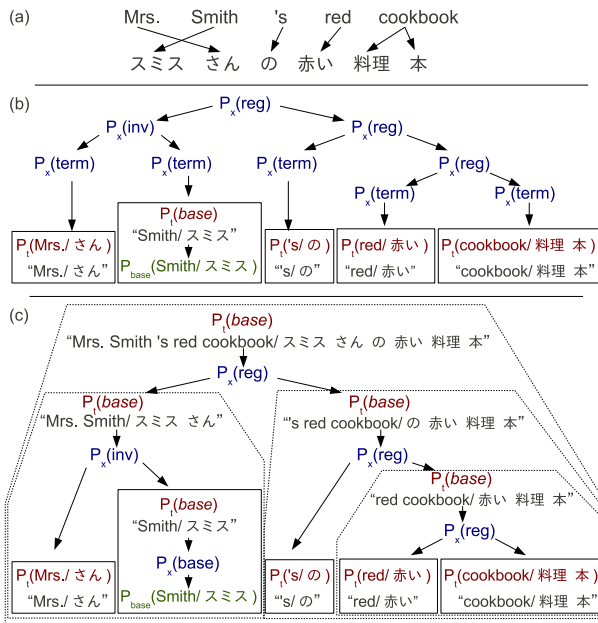 (a) Mrs. Smith 's red cookbook
スミス さん の 赤い 料理 本
(b)
Px(reg)
Px(inv) Px(reg)
Px(term) Px(term) Px(term) Px(reg)
Px(term) Px(term)
Pt(base)
“Smith/スミス”
Pbase(Smith/スミス)
Pt(Mrs./さん) Pt('s/の) Pt(red/赤い) Pt(cookbook/料理 本)
“Mrs./さん” “'s/の” “red/赤い” “cookbook/料理 本”
(c)
Pt(base)
“Mrs. Smith 's red cookbook/スミス さん の 赤い 料理 本”
Px(reg)
Pt(base) Pt(base)
“Mrs. Smith/スミス さん” “'s red cookbook/の 赤い 料理 本”
Px(inv) Px(reg)
Pt(base)
“red cookbook/赤い 料理 本”
Px(reg)
Pt(base)
“Smith/スミス”
Px(base)
Pbase(Smith/スミス)
Pt(Mrs./さん) Pt('s/の) Pt(red/赤い) Pt(cookbook/料理 本)
“Mrs./さん” “'s/の” “red/赤い” “cookbook/料理 本”